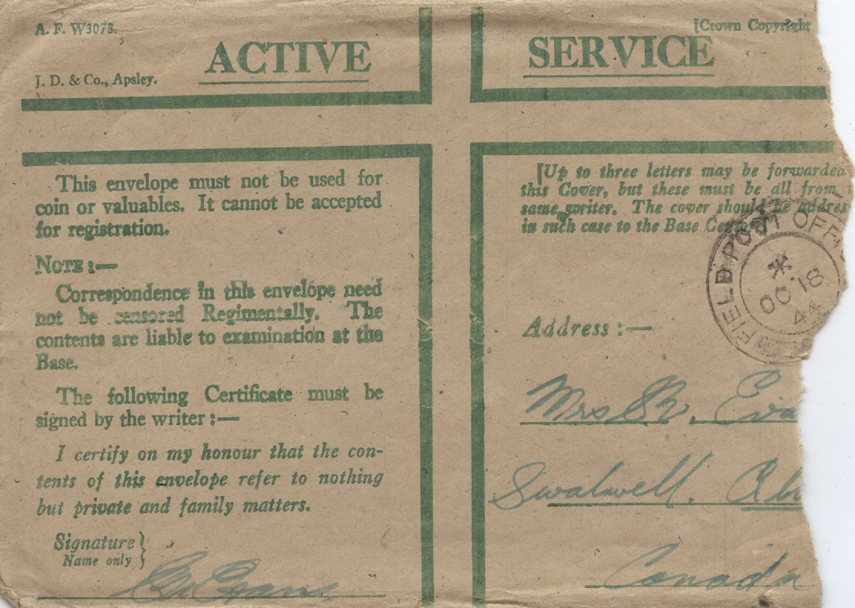 A. F. W3078.
[Crown Copyright
ACTIVE SERVICE
J. D. & Co., Apsley.
This envelope must not be used for
coin or valuables. It cannot be accepted
for registration.
NOTE :—
Correspondence in this envelope need
not be censored Regimentally. The
contents are liable to examination at the
Base.
The following Certificate must be
signed by the writer :—
I certify on my honour that the con-
tents of this envelope refer to nothing
but private and family matters.
Signature }
Name only }
[Up to three letters may be forwarded
this Cover, but these must be all from
same writer. The cover should be addres
in such case to the Base
FIELD POST OFF
OC 18
44
Address :—
Mrs R. Eva
Swalwell. Alb
Canada